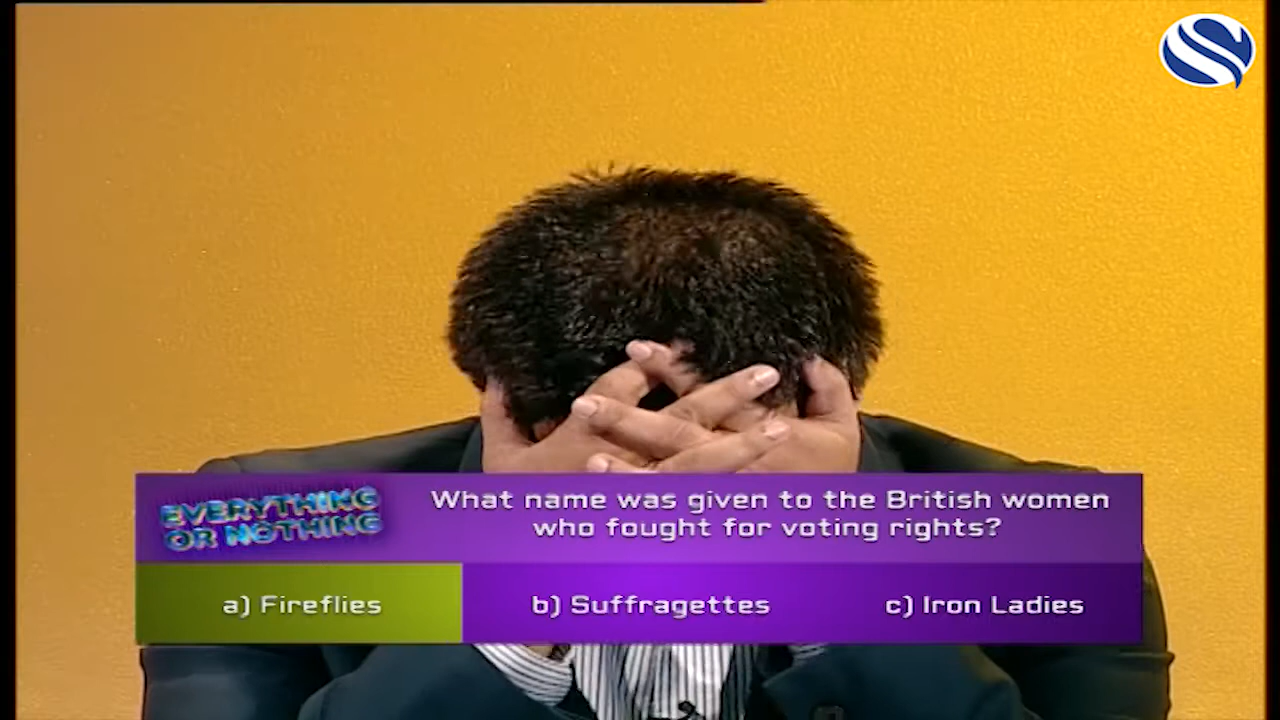 EVERYTHING
OR NOTHING
What name was given to the British women
who fought for voting rights?
a) Fireflies
b) Suffragettes
c) Iron Ladies